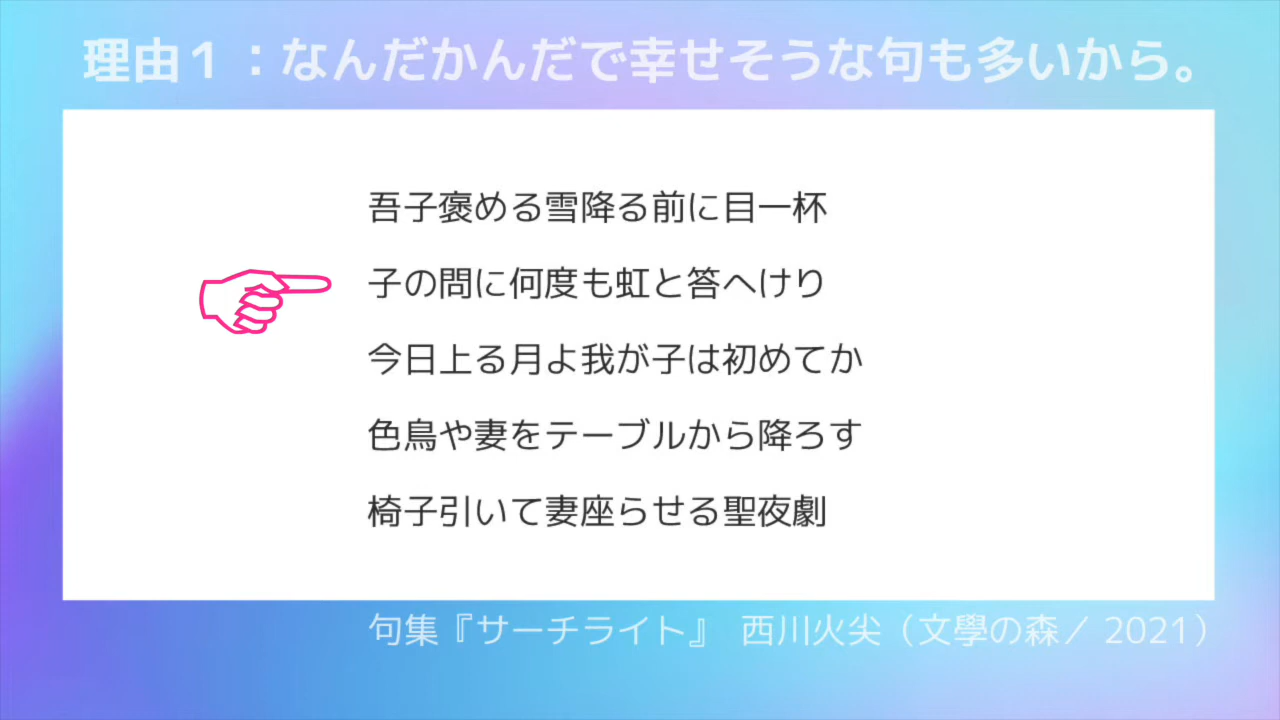 理由１：なんだかんだで幸せそうな句も多いから。
吾子褒める雪降る前に目一杯
子の問に何度も虹と答へけり
今日上る月よ我が子は初めてか
色鳥や妻をテーブルから降ろす
椅子引いて妻座らせる聖夜劇
句集『サーチライト』 西川火尖（文學の森／ 2021）